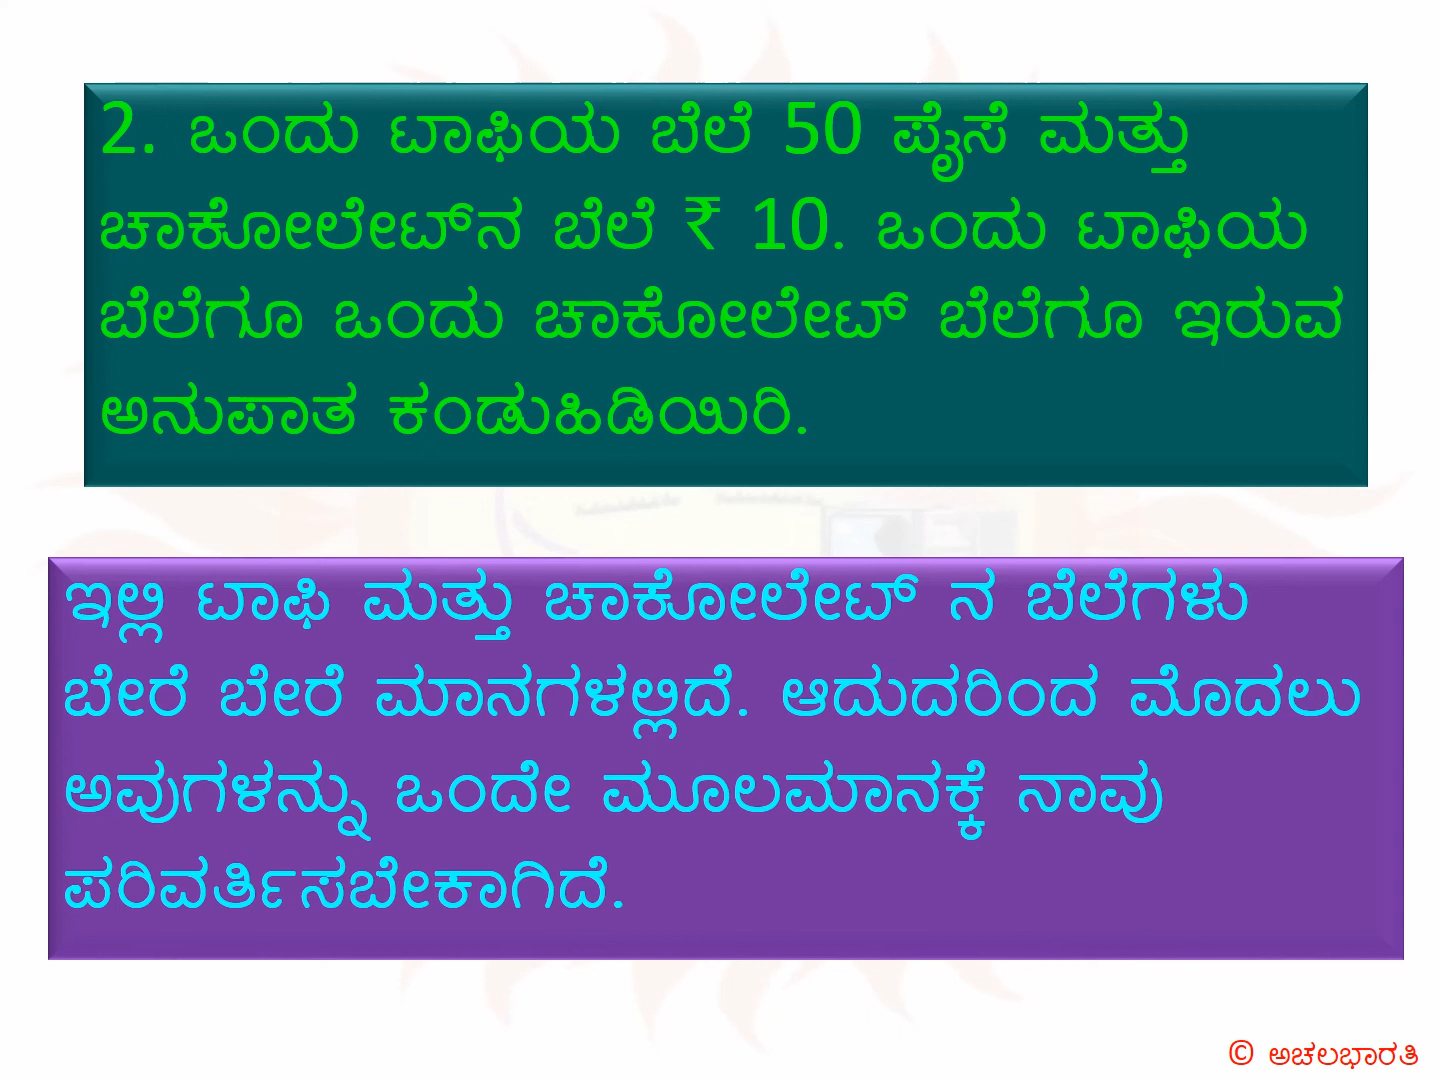 2. ಒಂದು ಟಾಫಿಯ ಬೆಲೆ 50 ಪೈಸೆ ಮತ್ತು
ಚಾಕೋಲೇಟ್‌ನ ಬೆಲೆ ₹ 10. ಒಂದು ಟಾಫಿಯ
ಬೆಲೆಗೂ ಒಂದು ಚಾಕೋಲೇಟ್ ಬೆಲೆಗೂ ಇರುವ
ಅನುಪಾತ ಕಂಡುಹಿಡಿಯಿರಿ.
ಇಲ್ಲಿ ಟಾಫಿ ಮತ್ತು ಚಾಕೋಲೇಟ್ ನ ಬೆಲೆಗಳು
ಬೇರೆ ಬೇರೆ ಮಾನಗಳಲ್ಲಿದೆ. ಆದುದರಿಂದ ಮೊದಲು
ಅವುಗಳನ್ನು ಒಂದೇ ಮೂಲಮಾನಕ್ಕೆ ನಾವು
ಪರಿವರ್ತಿಸಬೇಕಾಗಿದೆ.
© ಅಚಲಭಾರತಿ